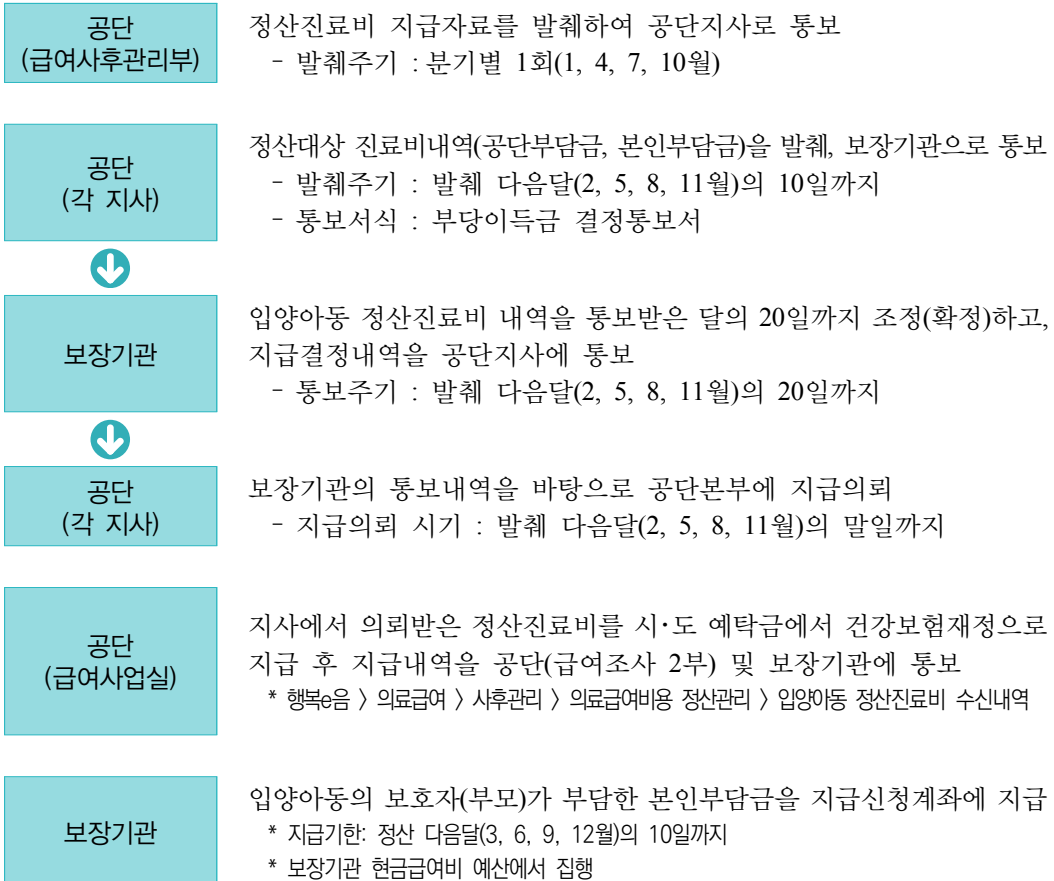 공단
(급여사후관리부)
정산진료비 지급자료를 발췌하여 공단지사로 통보
- 발췌주기 : 분기별 1회(1, 4, 7, 10월)
공단
(각 지사)
정산대상 진료비내역(공단부담금, 본인부담금)을 발췌, 보장기관으로 통보
- 발췌주기 : 발췌 다음달(2, 5, 8, 11월)의 10일까지
- 통보서식 : 부당이득금 결정통보서
보장기관
입양아동 정산진료비 내역을 통보받은 달의 20일까지 조정(확정)하고,
지급결정내역을 공단지사에 통보
- 통보주기 : 발췌 다음달(2, 5, 8, 11월)의 20일까지
공단
(각 지사)
보장기관의 통보내역을 바탕으로 공단본부에 지급의뢰
- 지급의뢰 시기 : 발췌 다음달(2, 5, 8, 11월)의 말일까지
공단
(급여사업실)
지사에서 의뢰받은 정산진료비를 시·도 예탁금에서 건강보험재정으로
지급 후 지급내역을 공단(급여조사 2부) 및 보장기관에 통보
* 행복e음 > 의료급여 > 사후관리 > 의료급여비용 정산관리 > 입양아동 정산진료비 수신내역
보장기관
입양아동의 보호자(부모)가 부담한 본인부담금을 지급신청계좌에 지급
* 지급기한: 정산 다음달(3, 6, 9, 12월)의 10일까지
* 보장기관 현금급여비 예산에서 집행